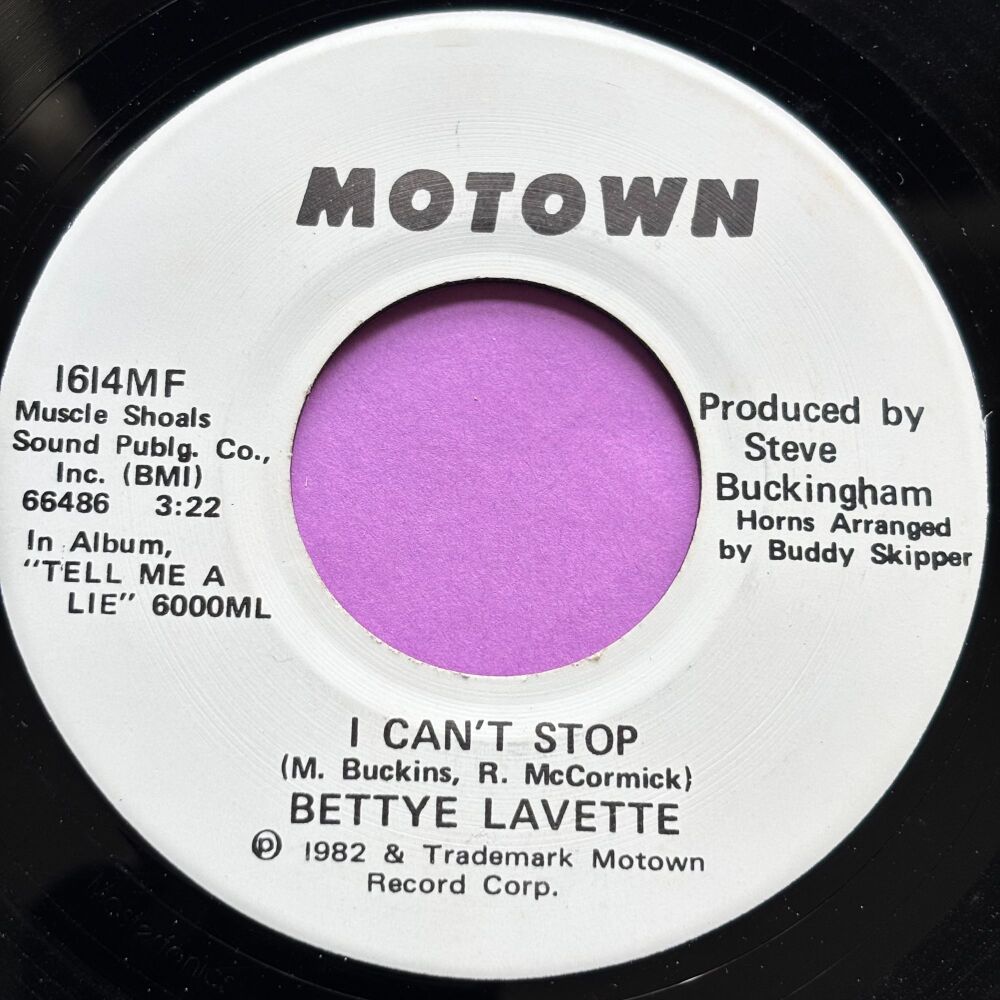 MOTOWN
1614MF
Muscle Shoals
Sound Publg. Co.,
Inc. (BMI)
66486 3:22
In Album,
"TELL ME A
LIE" 6000ML
Produced by
Steve
Buckingham
Horns Arranged
by Buddy Skipper
I CAN'T STOP
(M. Buckins, R. McCormick)
BETTYE LAVETTE
℗ 1982 & Trademark Motown
Record Corp.